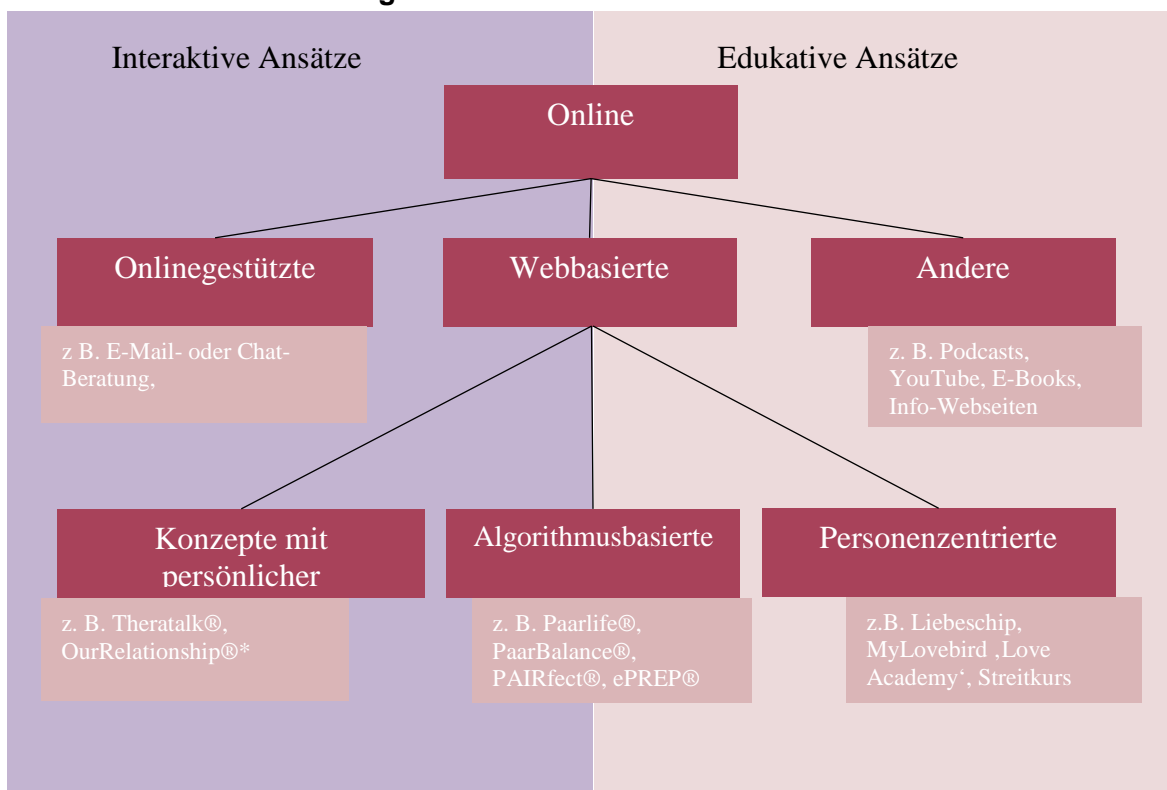 Interaktive Ansätze
Edukative Ansätze
Online
Onlinegestützte
Webbasierte
Andere
z B. E-Mail- oder Chat-
Beratung,
z. B. Podcasts,
YouTube, E-Books,
Info-Webseiten
Konzepte mit
persönlicher
Algorithmusbasierte
Personenzentrierte
z. B. Theratalk®,
OurRelationship®*
z. B. Paarlife®,
PaarBalance®,
PAIRfect®, ePREP®
z.B. Liebeschip,
MyLovebird ‚Love
Academy‘, Streitkurs